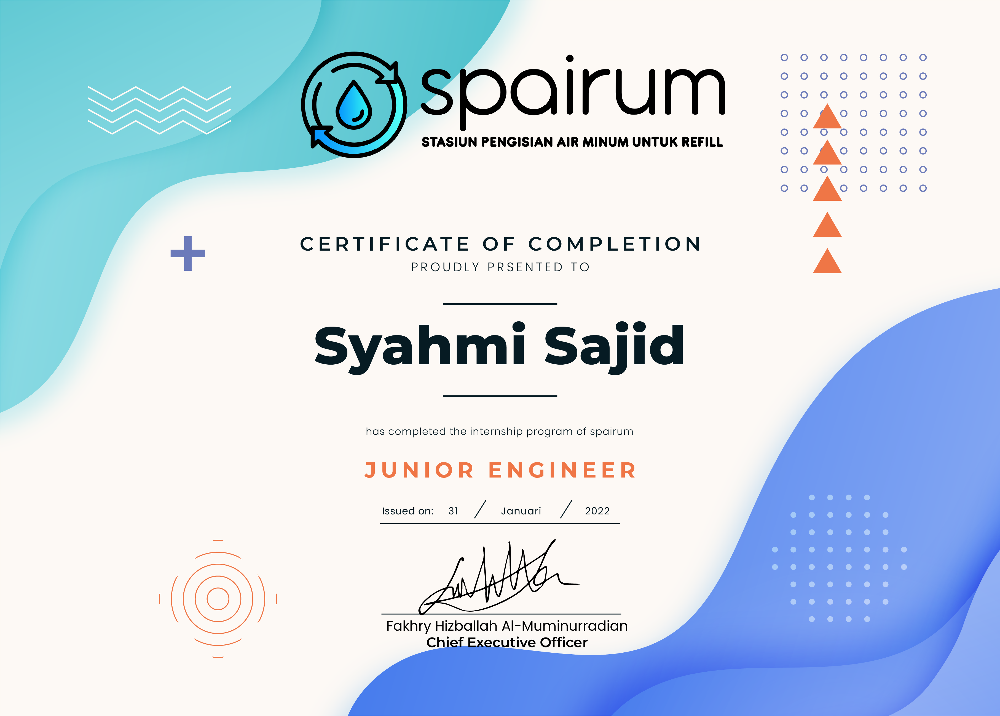 spairum
STASIUN PENGISIAN AIR MINUM UNTUK REFILL
CERTIFICATE OF COMPLETION
PROUDLY PRSENTED TO
Syahmi Sajid
has completed the internship program of spairum
JUNIOR ENGINEER
Issued on: 31 / Januari / 2022
Fakhry Hizballah Al-Muminurradian
Chief Executive Officer